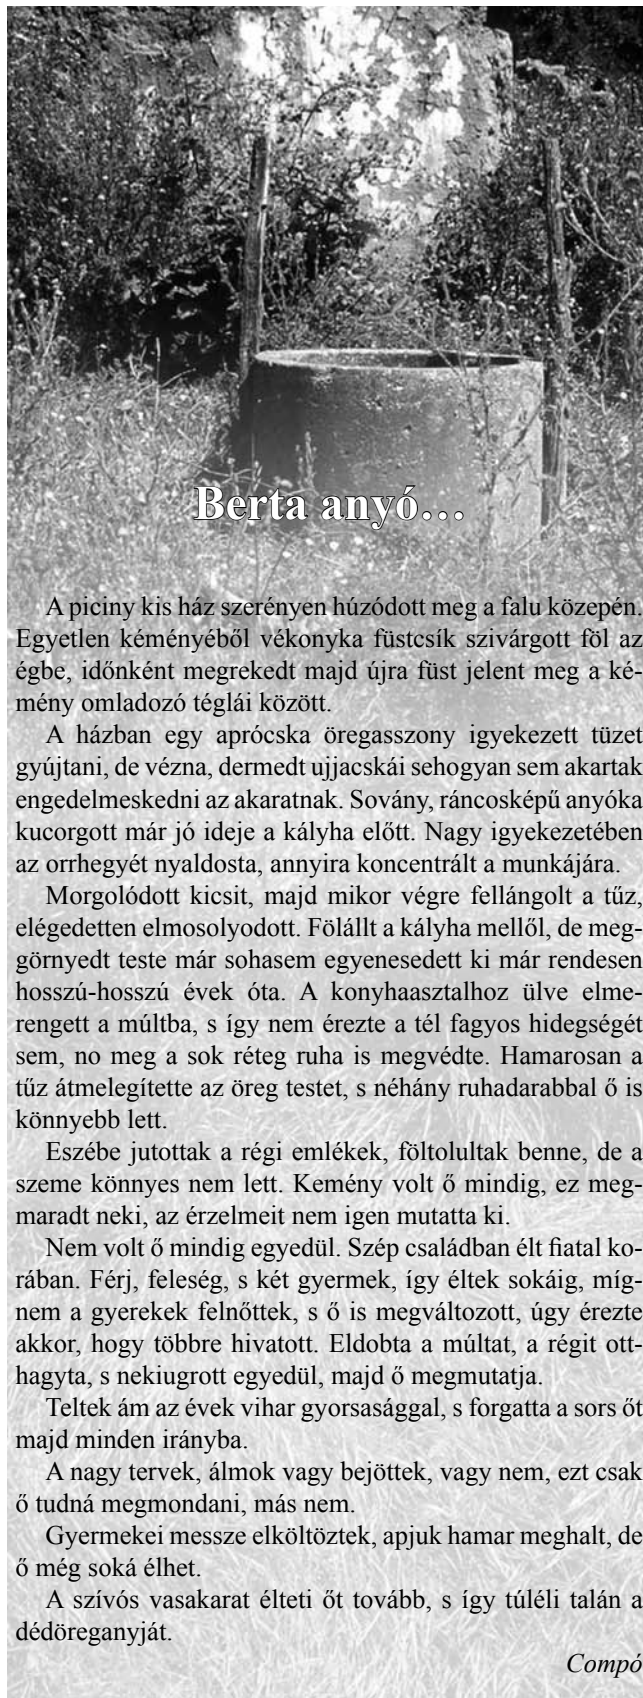 Berta anyó…
A piciny kis ház szerényen húzódott meg a falu közepén.
Egyetlen kéményéből vékonyka füstcsík szivárgott föl az
égbe, időnként megrekedt majd újra füst jelent meg a ké-
mény omladozó téglái között.
A házban egy aprócska öregasszony igyekezett tüzet
gyújtani, de vézna, dermedt ujjacskái sehogyan sem akartak
engedelmeskedni az akaratnak. Sovány, ráncosképű anyóka
kucorgott már jó ideje a kályha előtt. Nagy igyekezetében
az orrhegyét nyaldosta, annyira koncentrált a munkájára.
Morgolódott kicsit, majd mikor végre fellángolt a tűz,
elégedetten elmosolyodott. Fölállt a kályha mellől, de meg-
görnyedt teste már sohasem egyenesedett ki már rendesen
hosszú-hosszú évek óta. A konyhaasztalhoz ülve elme-
rengett a múltba, s így nem érezte a tél fagyos hidegségét
sem, no meg a sok réteg ruha is megvédte. Hamarosan a
tűz átmelegítette az öreg testet, s néhány ruhadarabbal ő is
könnyebb lett.
Eszébe jutottak a régi emlékek, föltolultak benne, de a
szeme könnyes nem lett. Kemény volt ő mindig, ez meg-
maradt neki, az érzelmeit nem igen mutatta ki.
Nem volt ő mindig egyedül. Szép családban élt fiatal ko-
rában. Férj, feleség, s két gyermek, így éltek sokáig, míg-
nem a gyerekek felnőttek, s ő is megváltozott, úgy érezte
akkor, hogy többre hivatott. Eldobta a múltat, a régit ott-
hagyta, s nekiugrott egyedül, majd ő megmutatja.
Teltek ám az évek vihar gyorsasággal, s forgatta a sors őt
majd minden irányba.
A nagy tervek, álmok vagy bejöttek, vagy nem, ezt csak
ő tudná megmondani, más nem.
Gyermekei messze elköltöztek, apjuk hamar meghalt, de
ő még soká élhet.
A szívós vasakarat élteti őt tovább, s így túléli talán a
dédöreganyját.
Compó